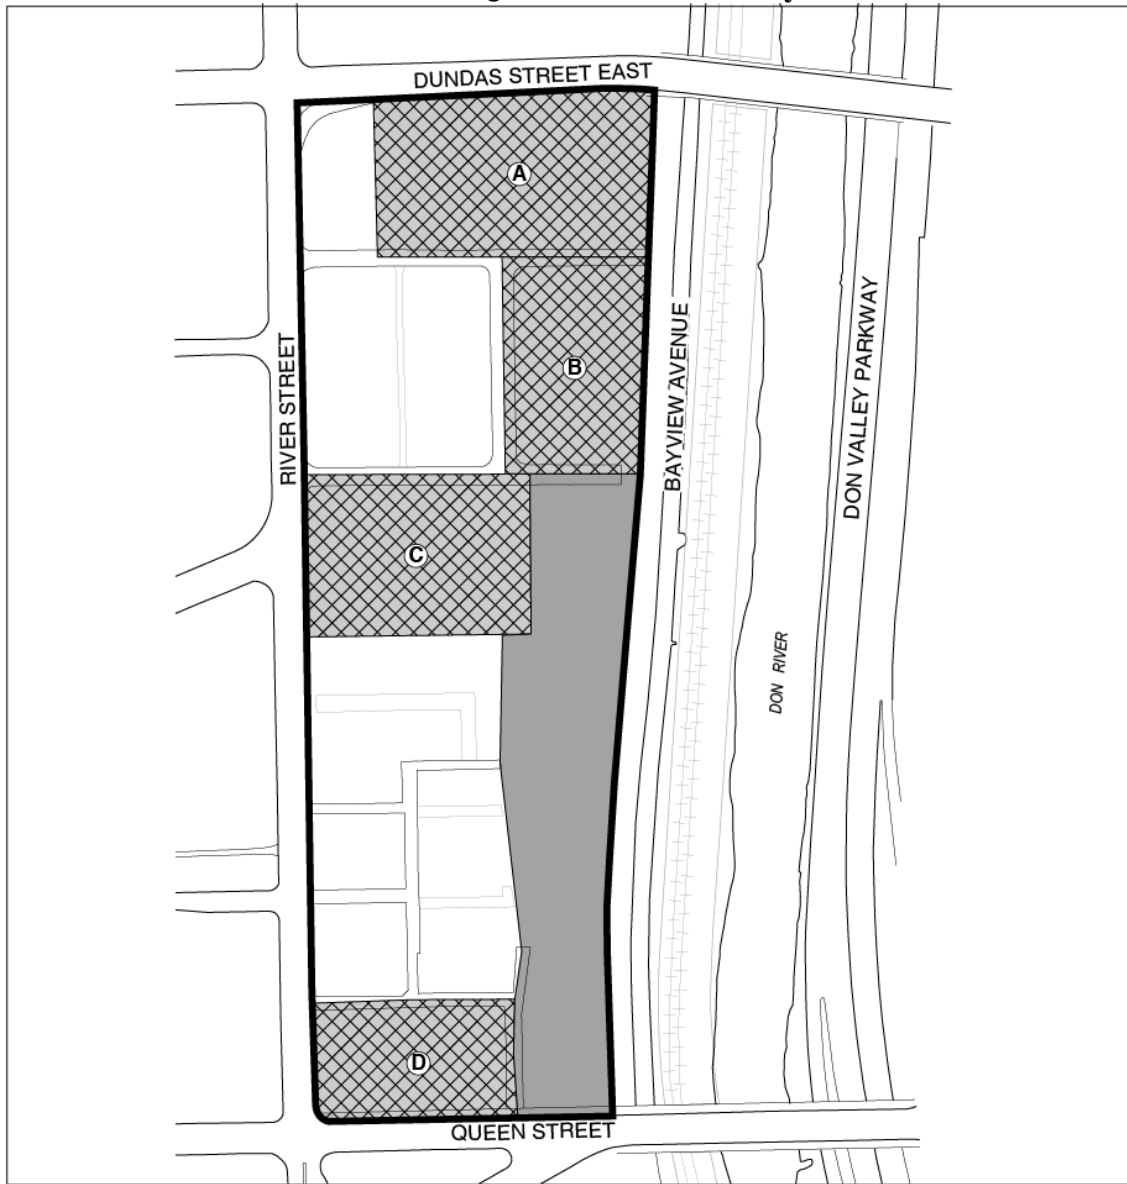 DUNDAS STREET EAST
A
B
RIVER STREET
BAYVIEW AVENUE
DON VALLEY PARKWAY
C
DON RIVER
D
QUEEN STREET